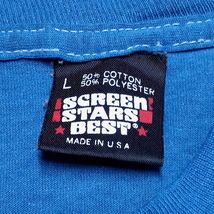 L 50% COTTON
50% POLYESTER
SCREEN
STARS
BEST®
MADE IN U.S.A